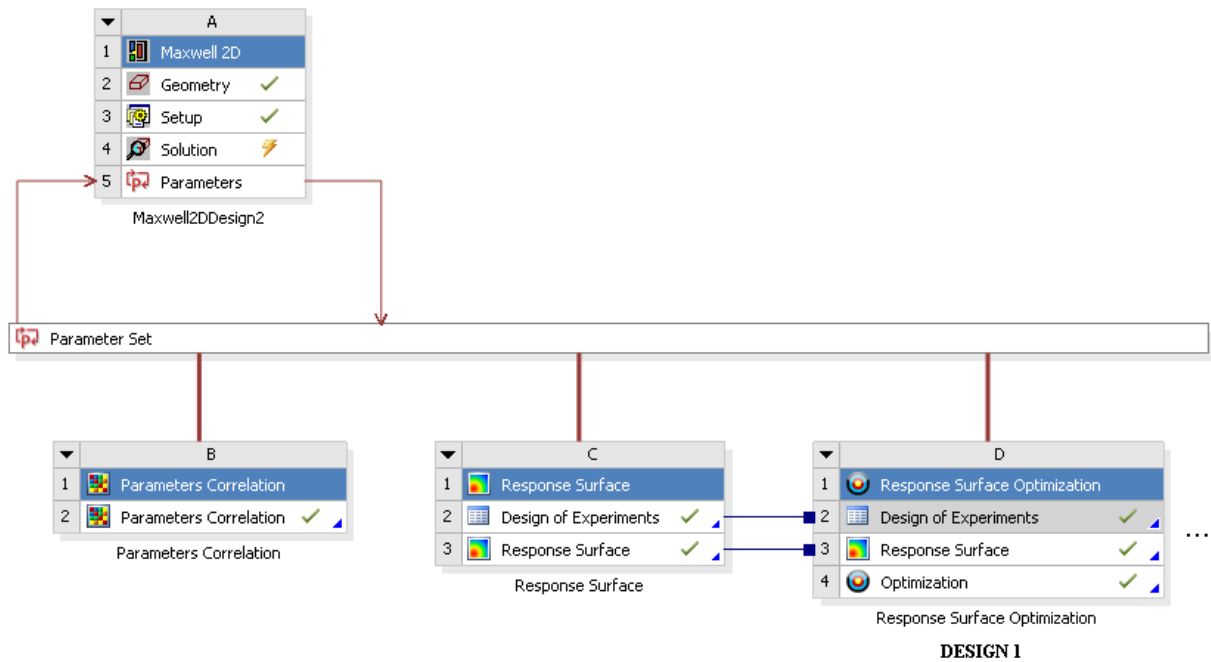 A
1 Maxwell 2D
2 Geometry
3 Setup
4 Solution
5 Parameters
Maxwell2DDesign2
Parameter Set
B
1 Parameters Correlation
2 Parameters Correlation
Parameters Correlation
C
1 Response Surface
2 Design of Experiments
3 Response Surface
Response Surface
D
1 Response Surface Optimization
2 Design of Experiments
3 Response Surface
4 Optimization
Response Surface Optimization
DESIGN 1
...